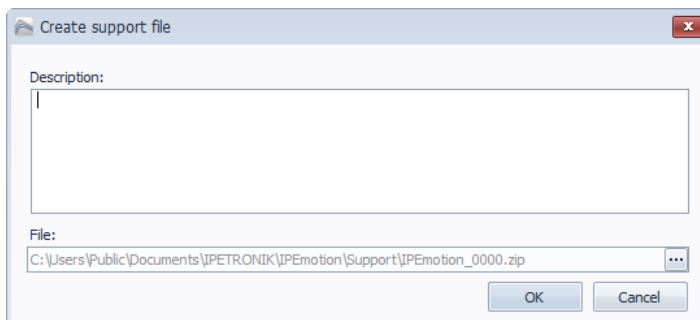 Create support file
Description:
File:
C:\Users\Public\Documents\IPETRONIK\IPEmotion\Support\IPEmotion_0000.zip
...
OK Cancel